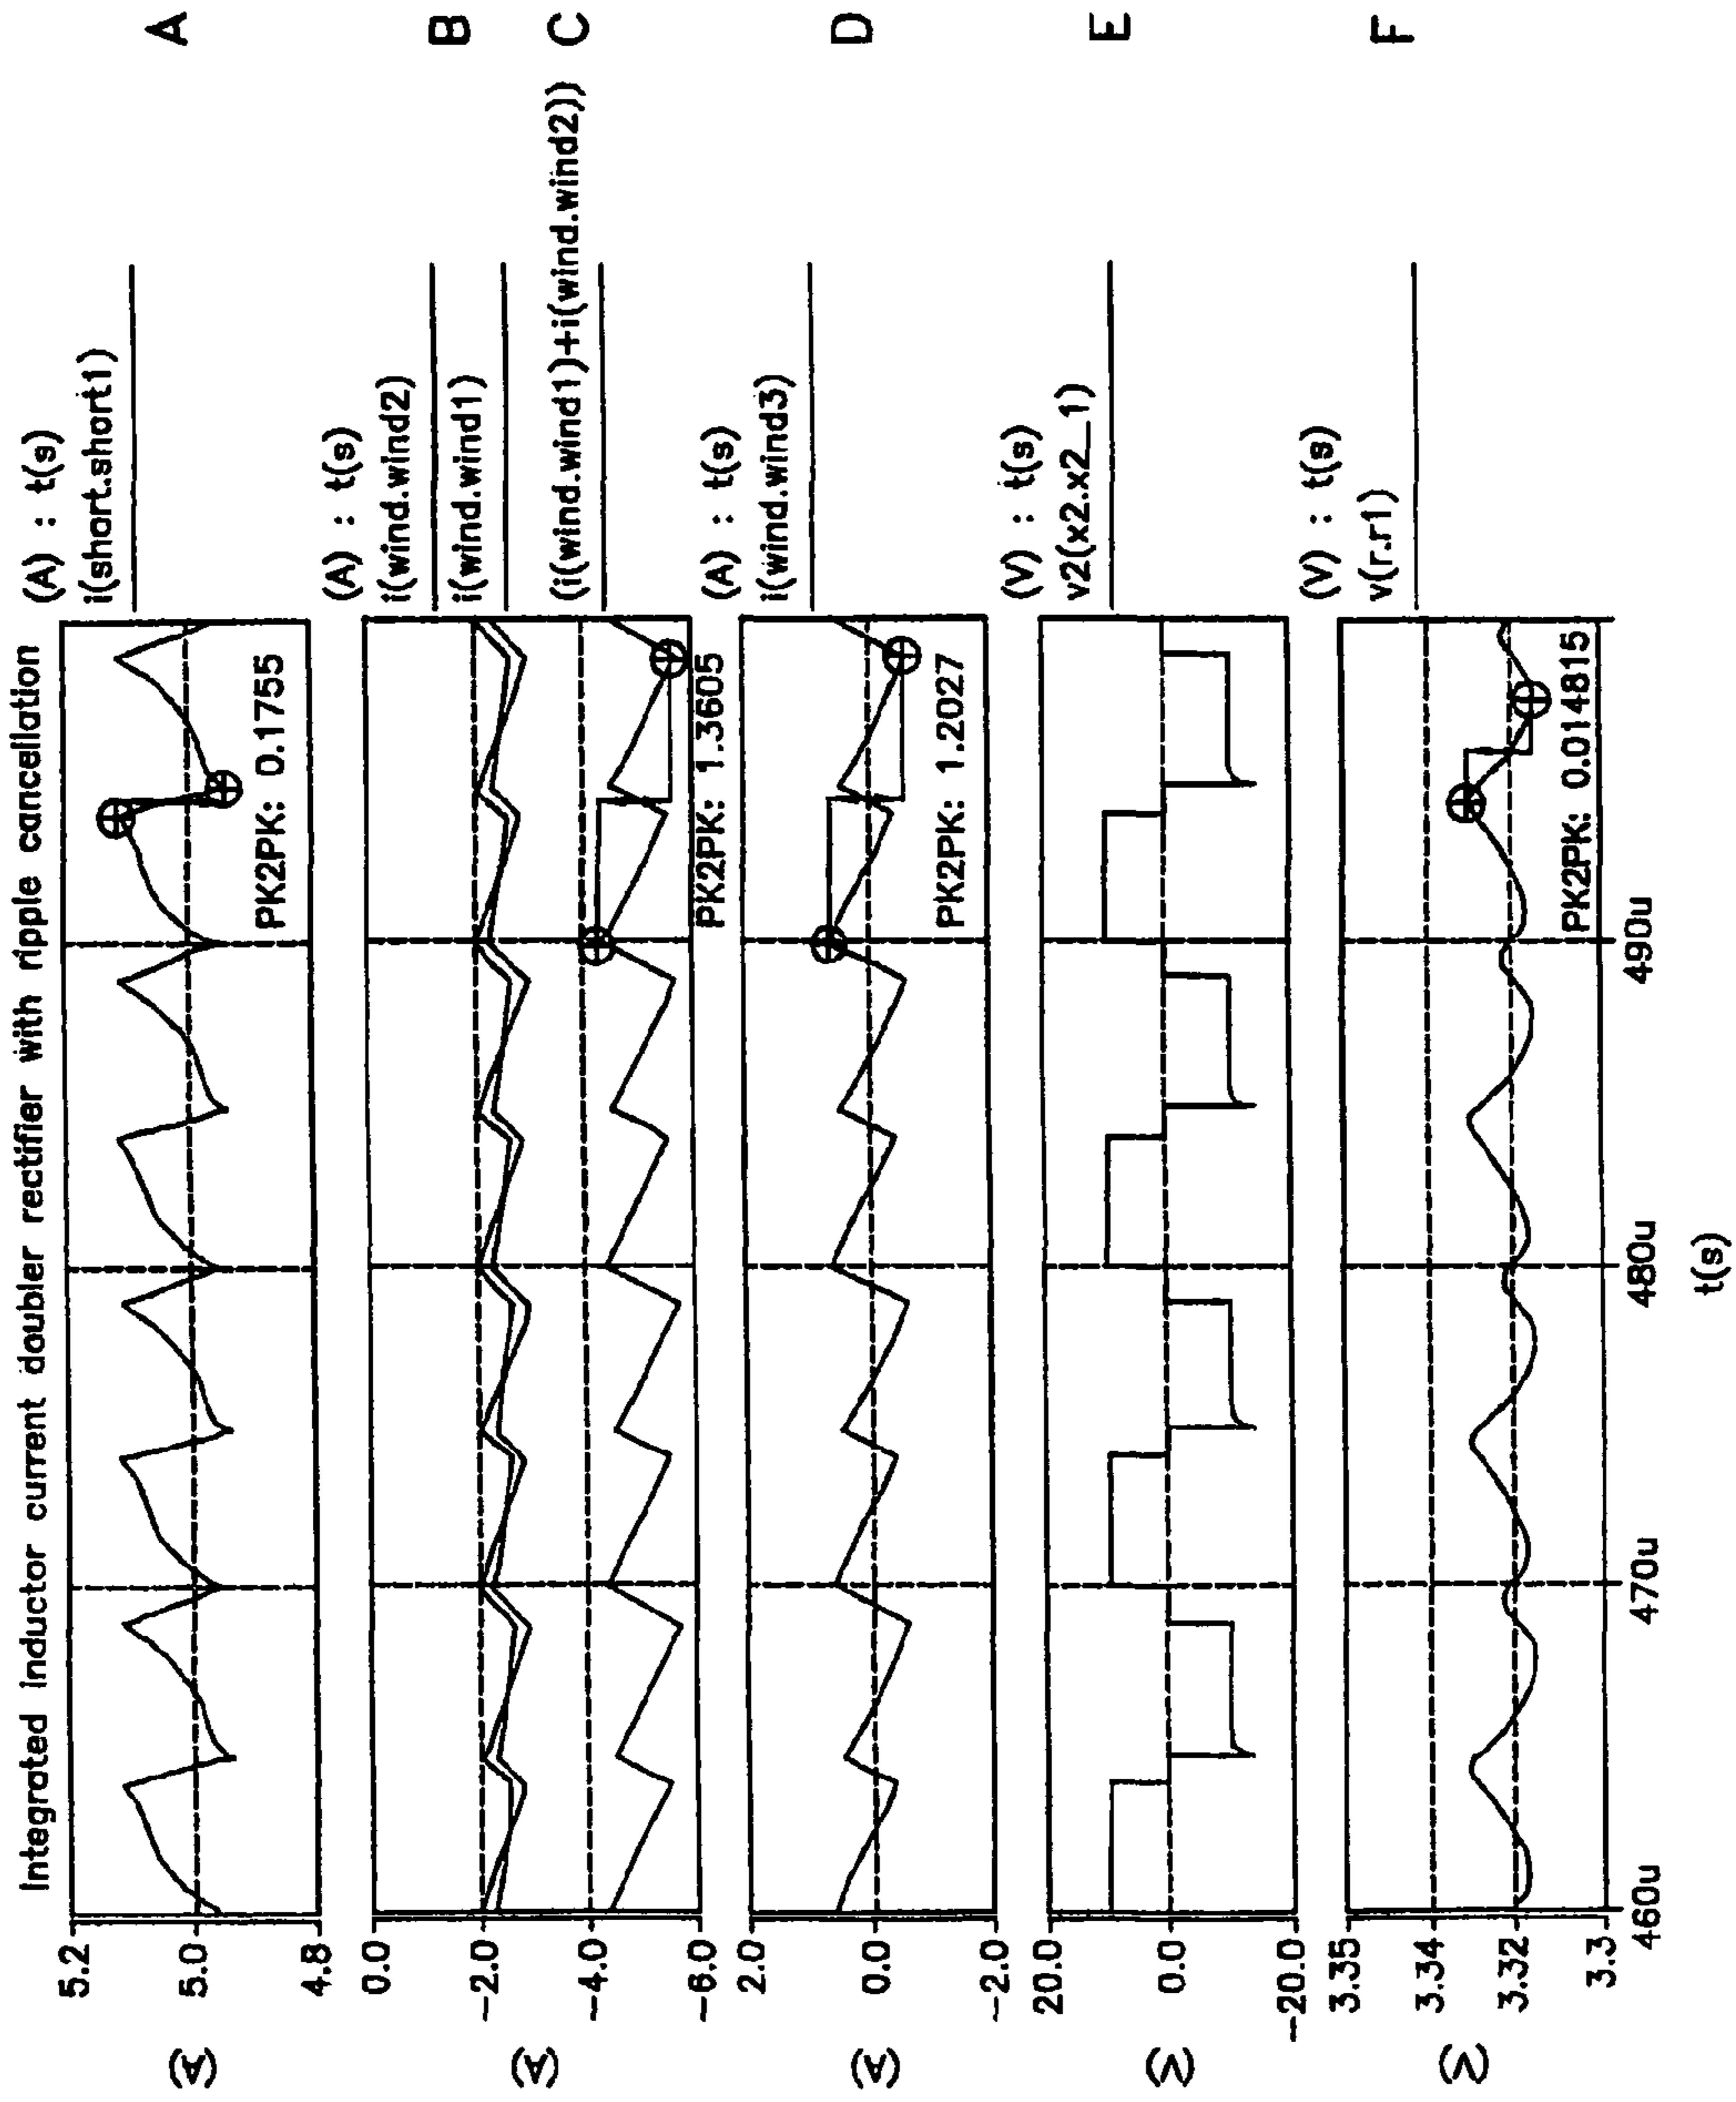 Integrated inductor current doubler rectifier with ripple cancellation
(A) : t(s)
i(short.short1)
A
5.2
5.0
4.8
(A)
PK2PK: 0.1755
(A) : t(s)
i(wind.wind2)
B
i(wind.wind1)
(i(wind.wind1)+i(wind.wind2))
C
0.0
-2.0
-4.0
-6.0
(A)
PK2PK: 1.3605
(A) : t(s)
i(wind.wind3)
D
2.0
0.0
-2.0
(A)
PK2PK: 1.2027
(V) : t(s)
v2(x2.x2_1)
E
20.0
0.0
-20.0
(V)
(V) : t(s)
v(r.r1)
F
3.35
3.34
3.32
3.3
(V)
PK2PK: 0.014815
460u 470u 480u 490u
t(s)